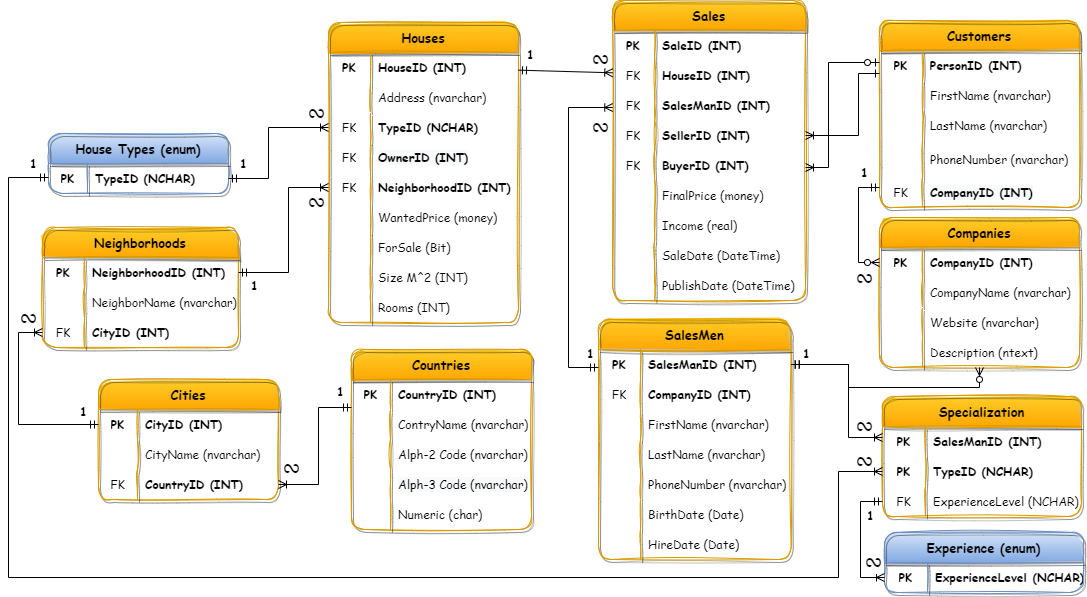 Houses
PK HouseID (INT)
Address (nvarchar)
FK TypeID (NCHAR)
FK OwnerID (INT)
FK NeighborhoodID (INT)
WantedPrice (money)
ForSale (Bit)
Size M^2 (INT)
Rooms (INT)
1
Sales
PK SaleID (INT)
FK HouseID (INT)
FK SalesManID (INT)
FK SellerID (INT)
FK BuyerID (INT)
FinalPrice (money)
Income (real)
SaleDate (DateTime)
PublishDate (DateTime)
Customers
PK PersonID (INT)
FirstName (nvarchar)
LastName (nvarchar)
PhoneNumber (nvarchar)
1
FK CompanyID (INT)
House Types (enum)
1
PK TypeID (NCHAR)
1
Neighborhoods
PK NeighborhoodID (INT)
1
NeighborName (nvarchar)
FK CityID (INT)
Companies
PK CompanyID (INT)
CompanyName (nvarchar)
Website (nvarchar)
Description (ntext)
Cities
1
PK CityID (INT)
CityName (nvarchar)
FK CountryID (INT)
Countries
1
PK CountryID (INT)
ContryName (nvarchar)
Alph-2 Code (nvarchar)
Alph-3 Code (nvarchar)
Numeric (char)
SalesMen
1
PK SalesManID (INT)
1
FK CompanyID (INT)
FirstName (nvarchar)
LastName (nvarchar)
PhoneNumber (nvarchar)
BirthDate (Date)
HireDate (Date)
Specialization
PK SalesManID (INT)
PK TypeID (NCHAR)
FK ExperienceLevel (NCHAR)
1
Experience (enum)
PK ExperienceLevel (NCHAR)